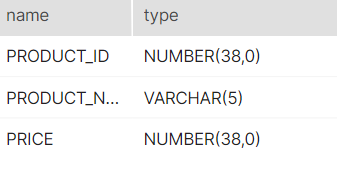 name type
PRODUCT_ID NUMBER(38,0)
PRODUCT_N... VARCHAR(5)
PRICE NUMBER(38,0)